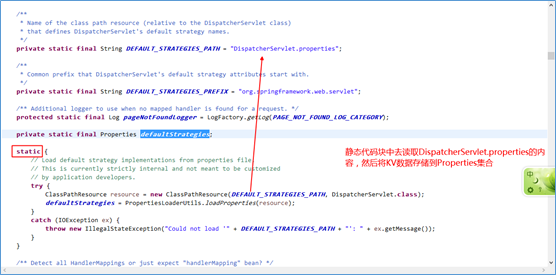 /**
* Name of the class path resource (relative to the DispatcherServlet class)
* that defines DispatcherServlet's default strategy names.
*/
private static final String DEFAULT_STRATEGIES_PATH = "DispatcherServlet.properties";
/**
* Common prefix that DispatcherServlet's default strategy attributes start with.
*/
private static final String DEFAULT_STRATEGIES_PREFIX = "org.springframework.web.servlet";
/** Additional logger to use when no mapped handler is found for a request. */
protected static final Log pageNotFoundLogger = LogFactory.getLog(PAGE_NOT_FOUND_LOG_CATEGORY);
private static final Properties defaultStrategies;
static {
// Load default strategy implementations from properties file.
// This is currently strictly internal and not meant to be customized
// by application developers.
try {
ClassPathResource resource = new ClassPathResource(DEFAULT_STRATEGIES_PATH, DispatcherServlet.class);
defaultStrategies = PropertiesLoaderUtils.loadProperties(resource);
}
catch (IOException ex) {
throw new IllegalStateException("Could not load '" + DEFAULT_STRATEGIES_PATH + "': " + ex.getMessage());
}
}
/** Detect all HandlerMappings or just expect "handlerMapping" bean? */
静态代码块中去读取DispatcherServlet.properties的内
容，然后将KV数据存储到Properties集合
中